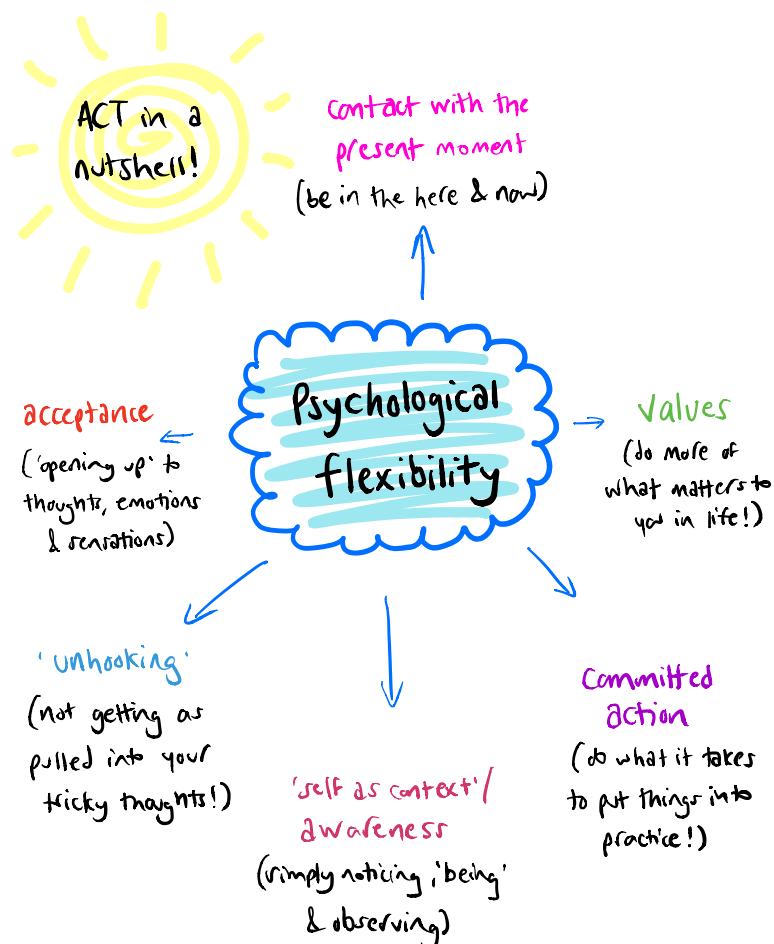 ACT in a
nutshell!
contact with the
present moment
(be in the here & now)
Psychological
flexibility
acceptance
('opening up' to
thoughts, emotions
& sensations)
values
(do more of
what matters to
you in life!)
'unhooking'
(not getting as
pulled into your
tricky thoughts!)
'self as context'/
awareness
(simply noticing, 'being'
& observing)
committed
action
(do what it takes
to put things into
practice!)